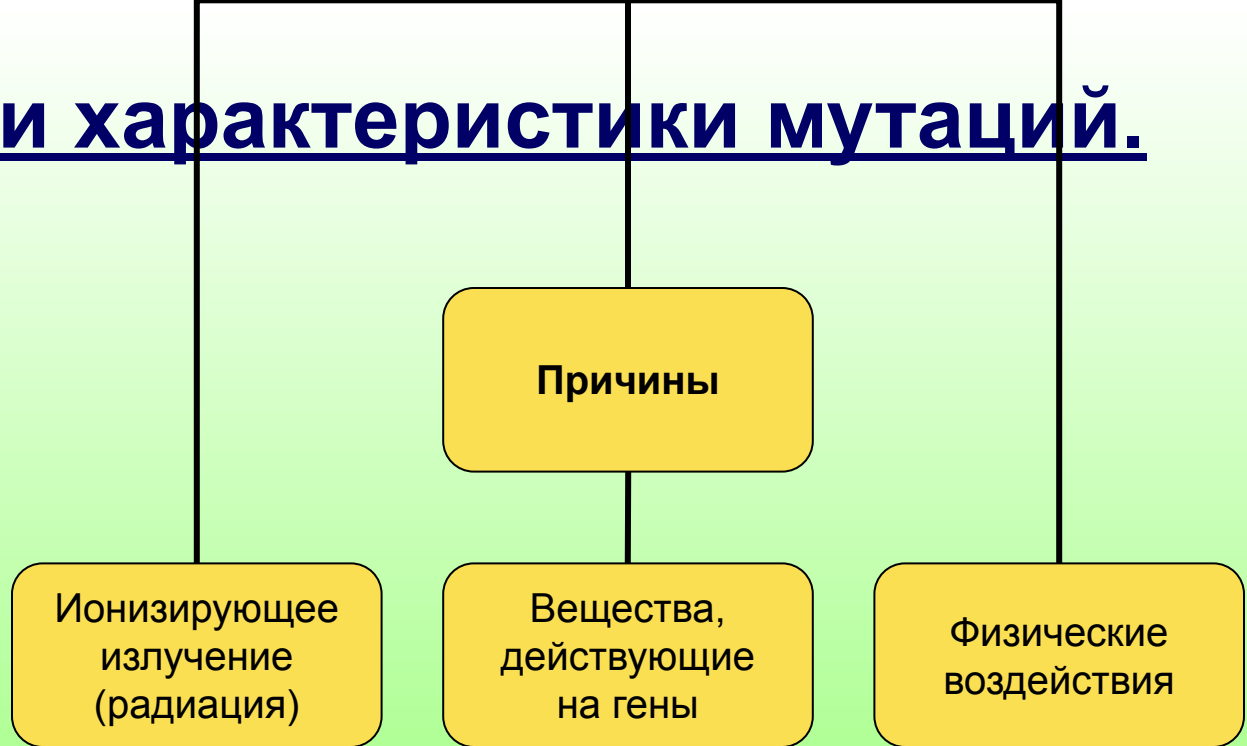 и характеристики мутаций.
Причины
Ионизирующее
излучение
(радиация)
Вещества,
действующие
на гены
Физические
воздействия